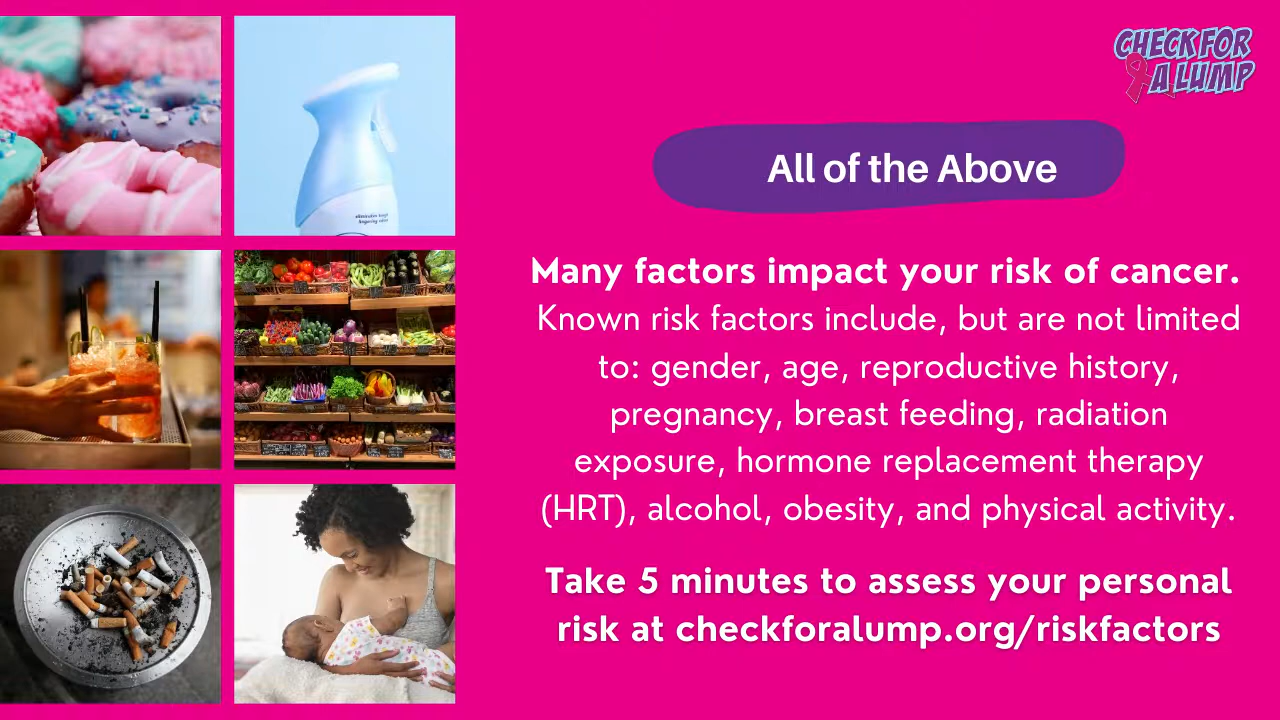 CHECK FOR
A LUMP
All of the Above
Many factors impact your risk of cancer.
Known risk factors include, but are not limited
to: gender, age, reproductive history,
pregnancy, breast feeding, radiation
exposure, hormone replacement therapy
(HRT), alcohol, obesity, and physical activity.
Take 5 minutes to assess your personal
risk at checkforalump.org/riskfactors